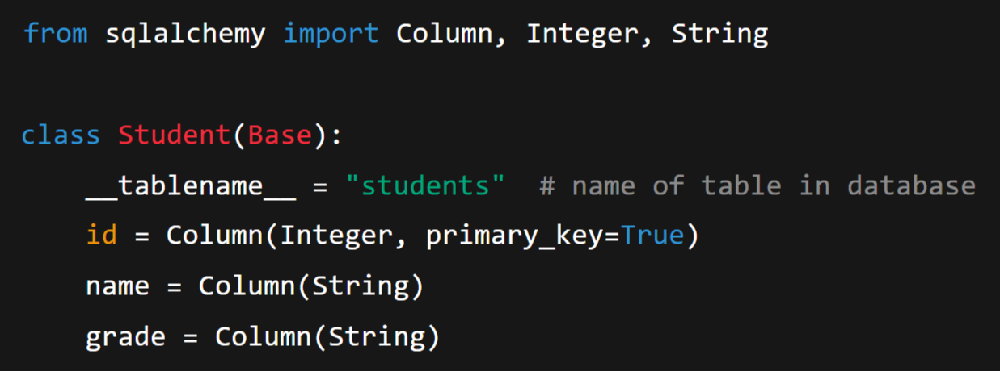 from sqlalchemy import Column, Integer, String
class Student(Base):
    __tablename__ = "students"  # name of table in database
    id = Column(Integer, primary_key=True)
    name = Column(String)
    grade = Column(String)